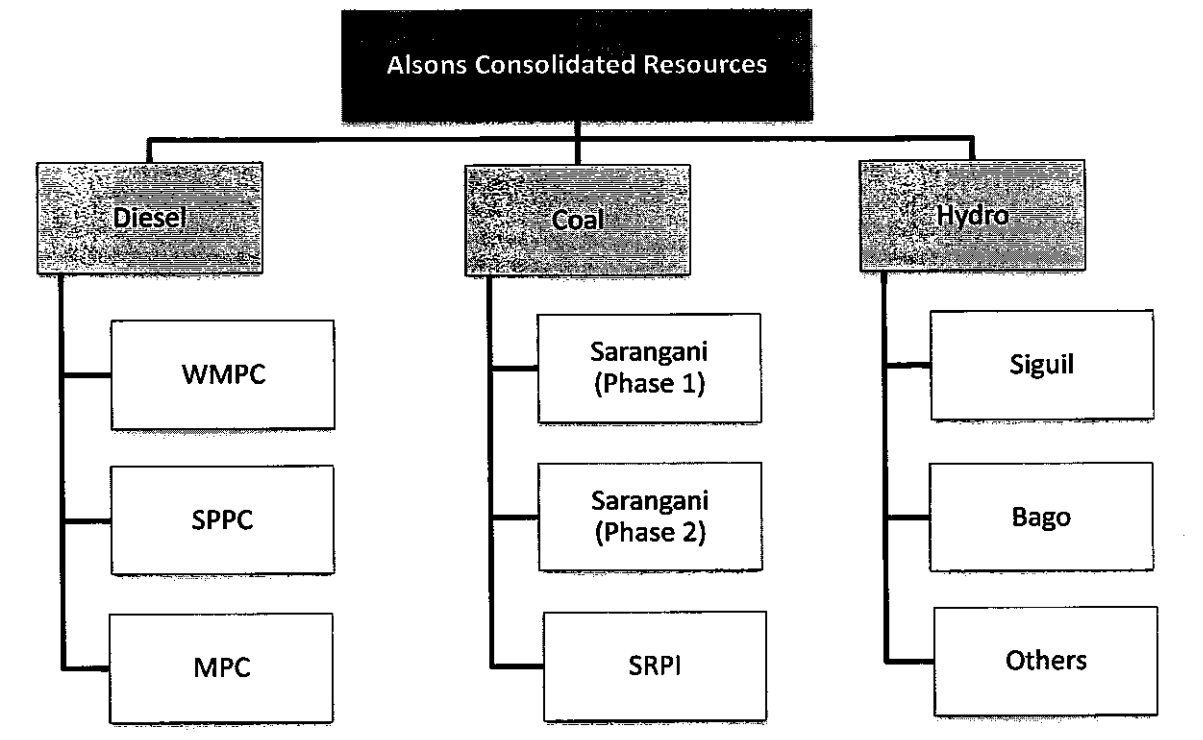 Alsons Consolidated Resources
Diesel
Coal
Hydro
WMPC
Sarangani
(Phase 1)
Siguil
SPPC
Sarangani
(Phase 2)
Bago
MPC
SRPI
Others